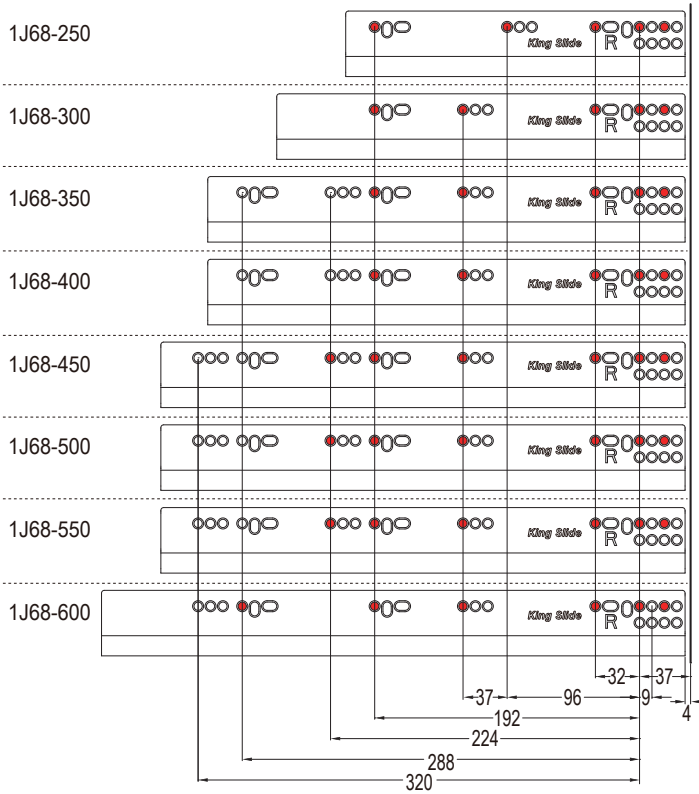 1J68-250
King Slide
R
1J68-300
King Slide
R
1J68-350
King Slide
R
1J68-400
King Slide
R
1J68-450
King Slide
R
1J68-500
King Slide
R
1J68-550
King Slide
R
1J68-600
King Slide
R
32 37
37 96 9
4
192
224
288
320